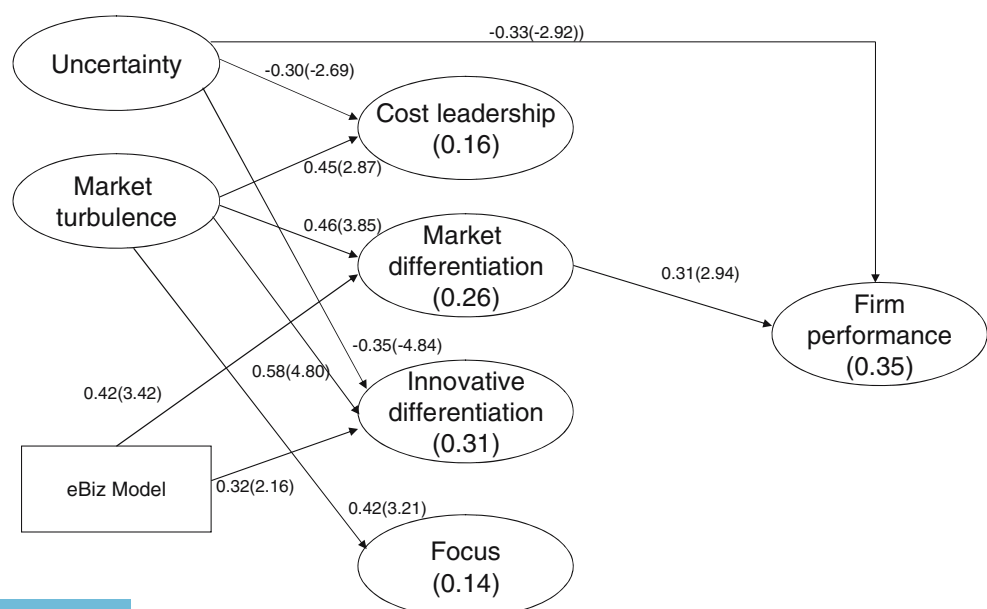 -0.33(-2.92))
Uncertainty
-0.30(-2.69)
Cost leadership
(0.16)
0.45(2.87)
Market
turbulence
0.46(3.85)
Market
differentiation
(0.26)
0.31(2.94)
Firm
performance
(0.35)
-0.35(-4.84)
0.58(4.80)
0.42(3.42)
Innovative
differentiation
(0.31)
eBiz Model
0.32(2.16)
0.42(3.21)
Focus
(0.14)